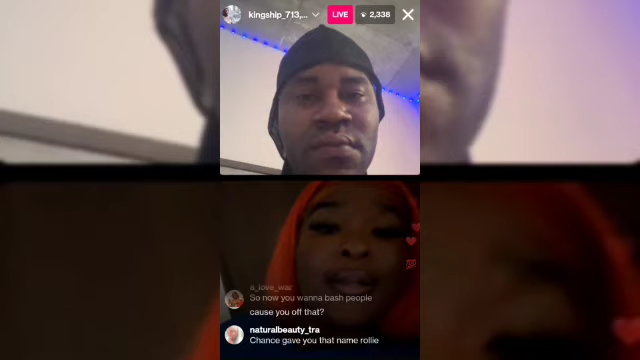 kingship_713,...
LIVE
2,338
a_love_war
So now you wanna bash people
cause you off that?
naturalbeauty_tra
Chance gave you that name rollie